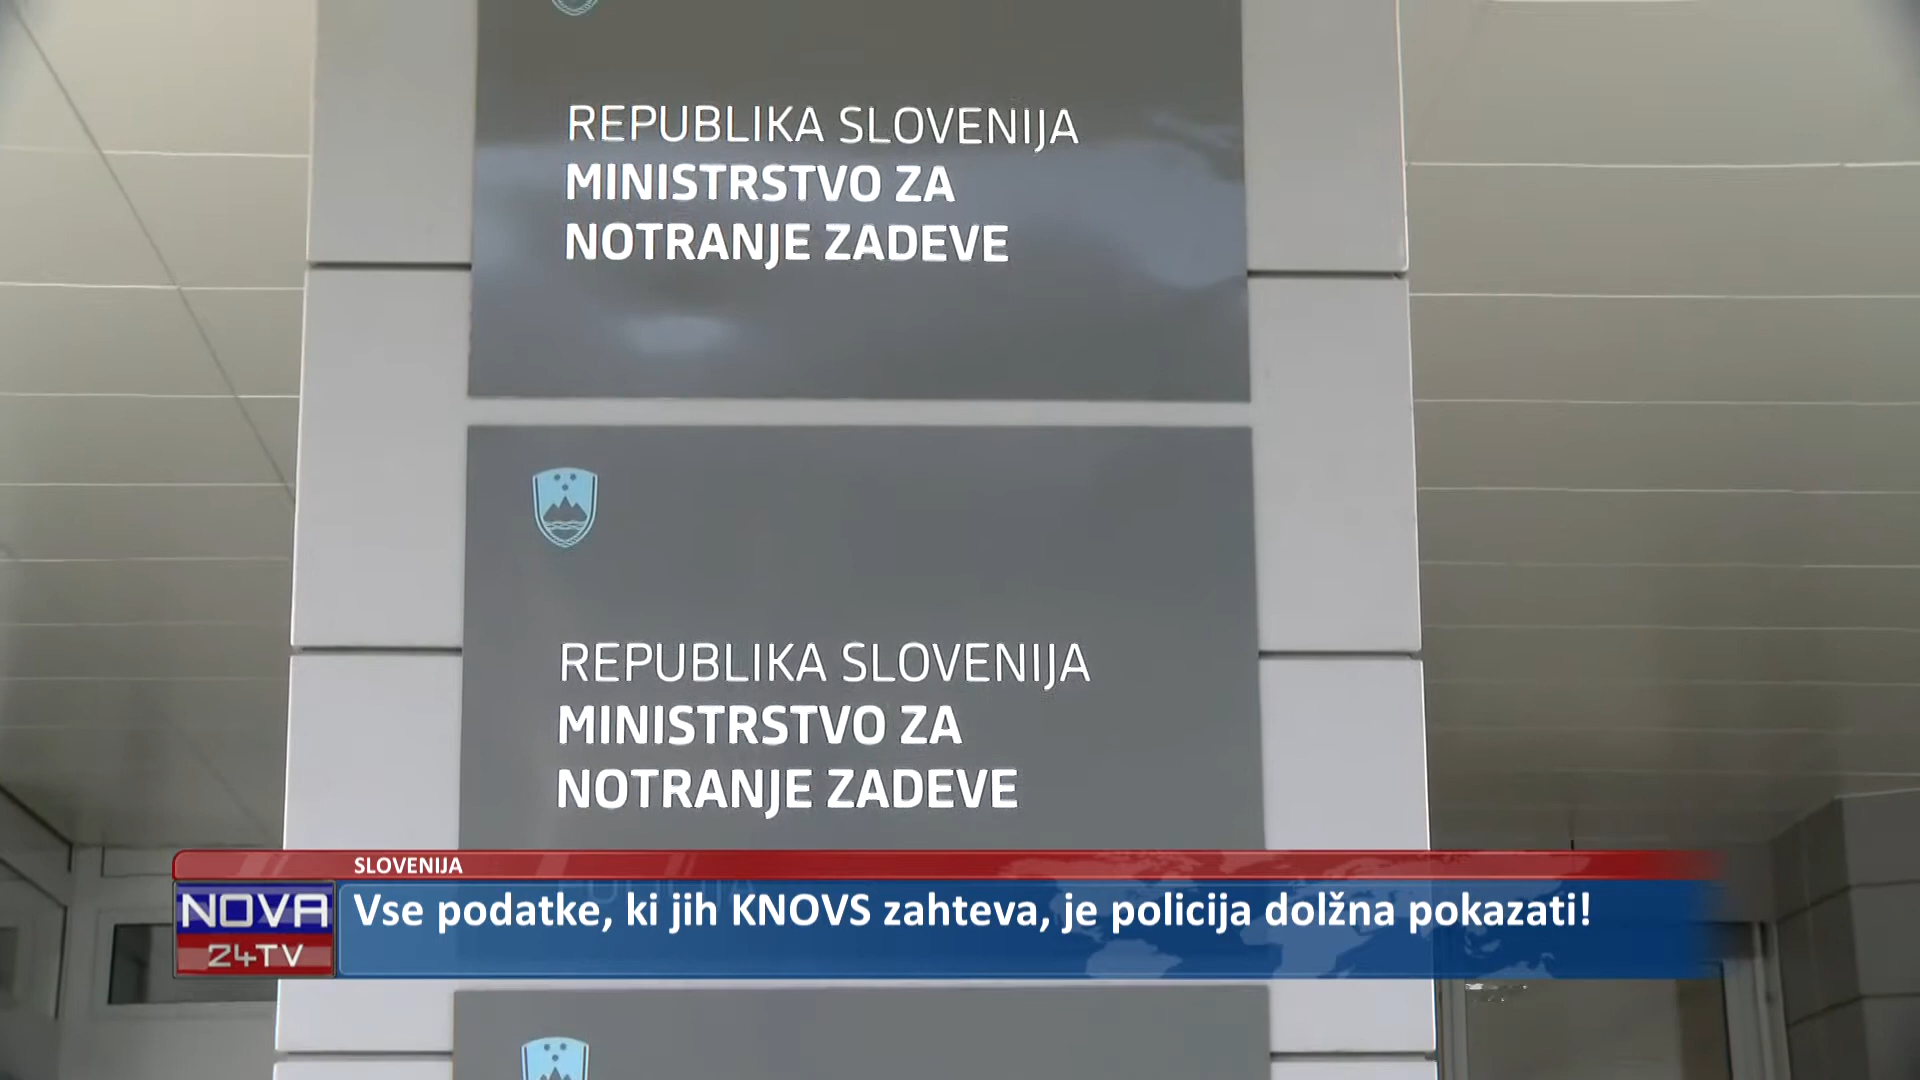 REPUBLIKA SLOVENIJA
MINISTRSTVO ZA
NOTRANJE ZADEVE
REPUBLIKA SLOVENIJA
MINISTRSTVO ZA
NOTRANJE ZADEVE
SLOVENIJA
NOVA
24TV
Vse podatke, ki jih KNOVS zahteva, je policija dolžna pokazati!